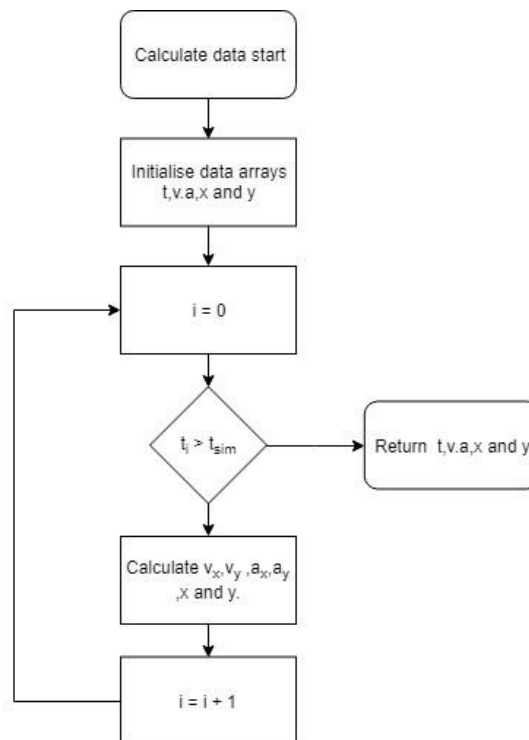 Calculate data start
Initialise data arrays
t,v.a,x and y
i = 0
t_i > t_sim
Return t,v.a,x and y
Calculate v_x,v_y ,a_x,a_y
,x and y.
i = i + 1